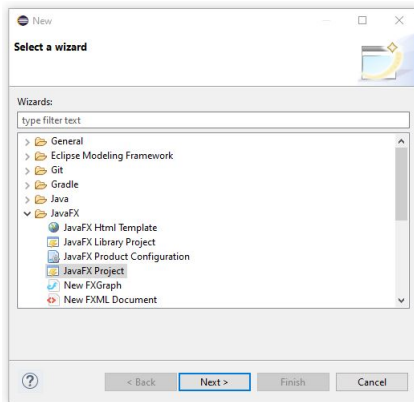 New
Select a wizard
Wizards:
type filter text
General
Eclipse Modeling Framework
Git
Gradle
Java
JavaFX
JavaFX Html Template
JavaFX Library Project
JavaFX Product Configuration
JavaFX Project
New FXGraph
New FXML Document
? < Back Next > Finish Cancel